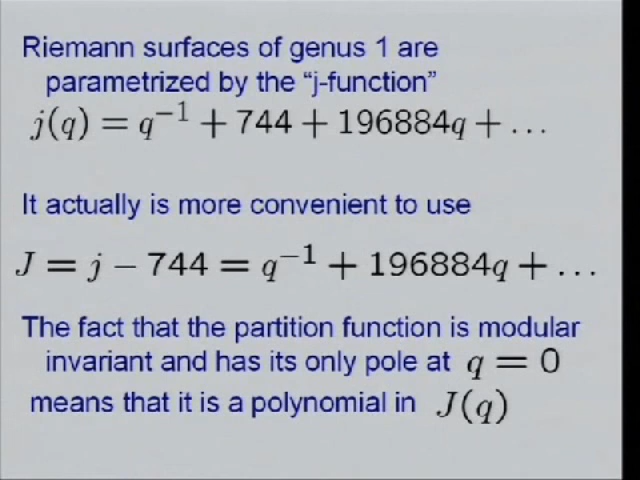 Riemann surfaces of genus 1 are
parametrized by the “j-function”
j(q) = q⁻¹ + 744 + 196884q + …
It actually is more convenient to use
J = j − 744 = q⁻¹ + 196884q + …
The fact that the partition function is modular
invariant and has its only pole at q = 0
means that it is a polynomial in J(q)